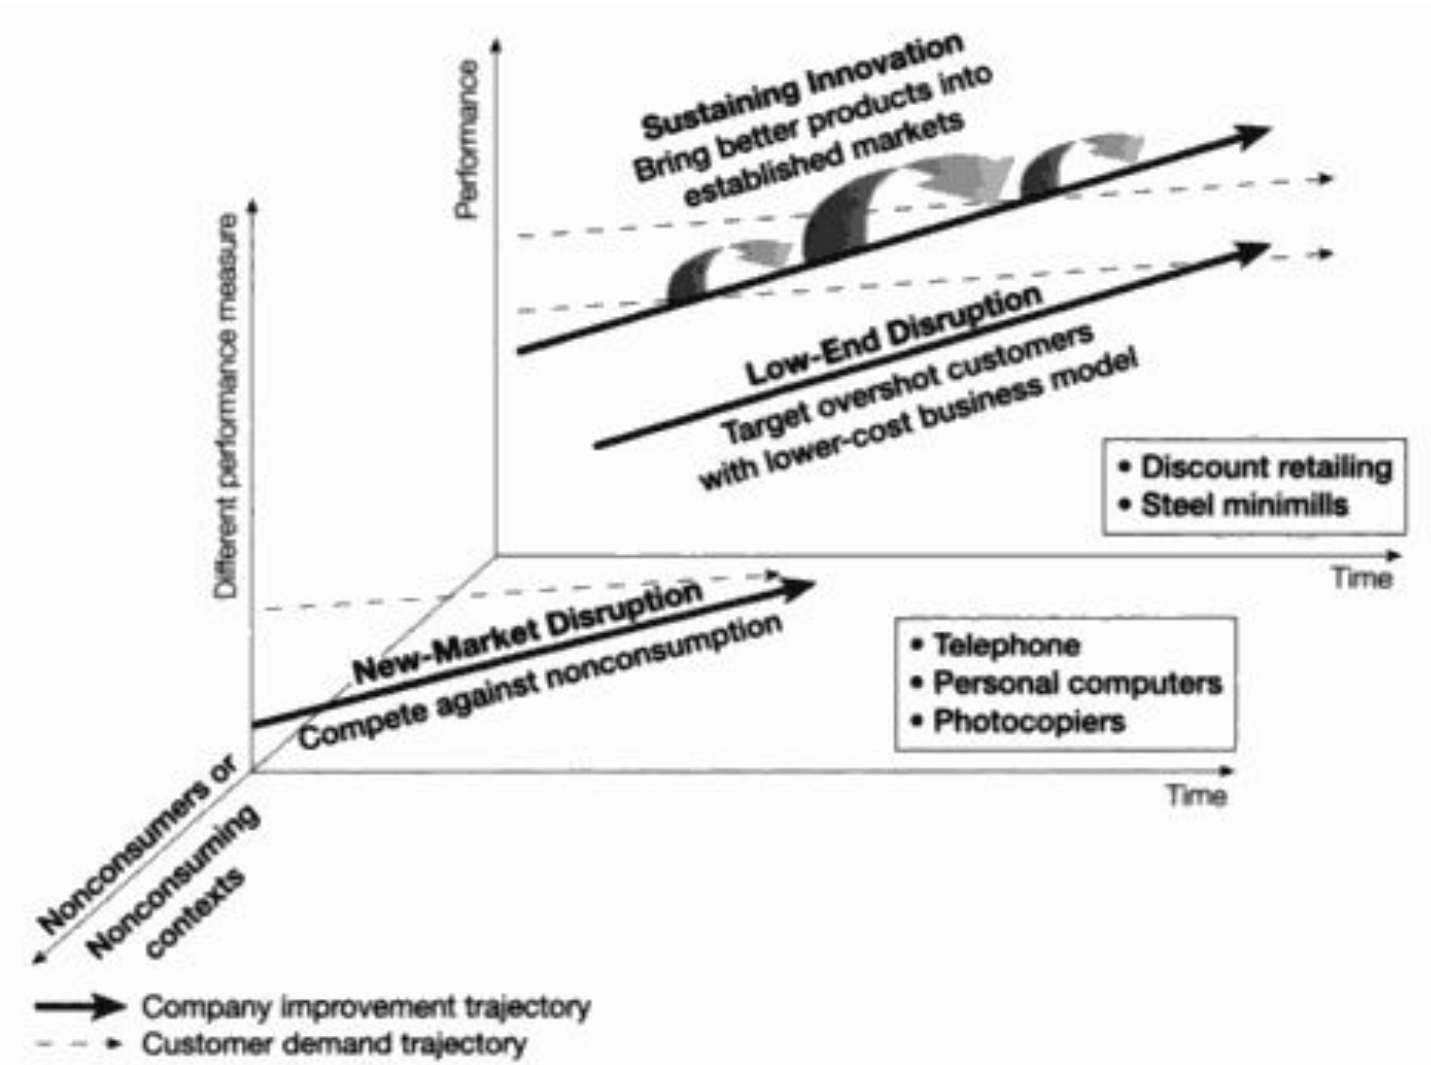 Performance
Sustaining Innovation
Bring better products into
established markets
Different performance measure
Low-End Disruption
Target overshot customers
with lower-cost business model
• Discount retailing
• Steel minimills
Time
New-Market Disruption
Compete against nonconsumption
• Telephone
• Personal computers
• Photocopiers
Time
Nonconsumers or
Nonconsuming
contexts
Company improvement trajectory
Customer demand trajectory